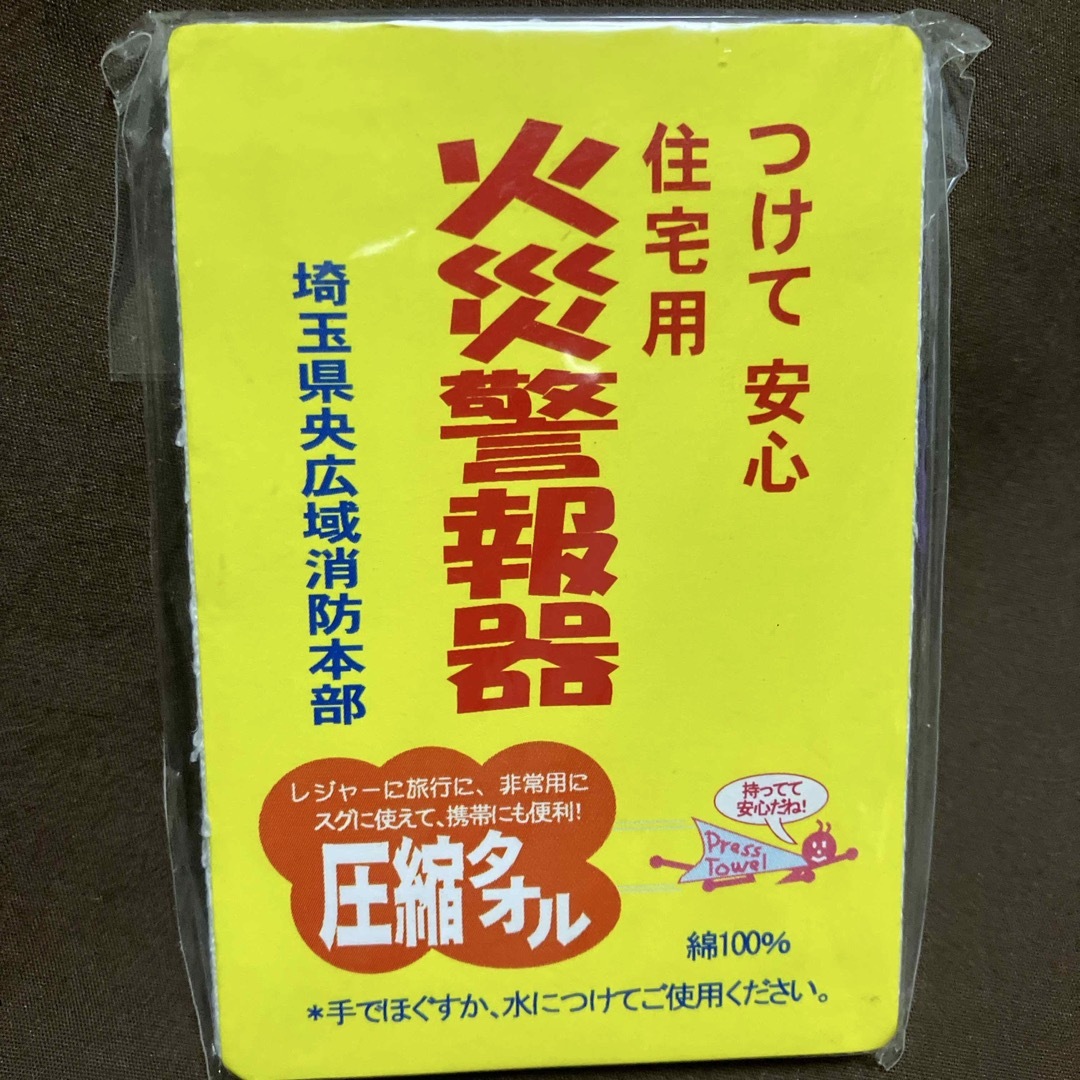 つけて 安心
住宅用
火災警報器
埼玉県央広域消防本部
レジャーに旅行に、非常用に
スグに使えて、携帯にも便利!
圧縮タオル
持ってて
安心だね!
Press
Towel
綿100%
*手でほぐすか、水につけてご使用ください。